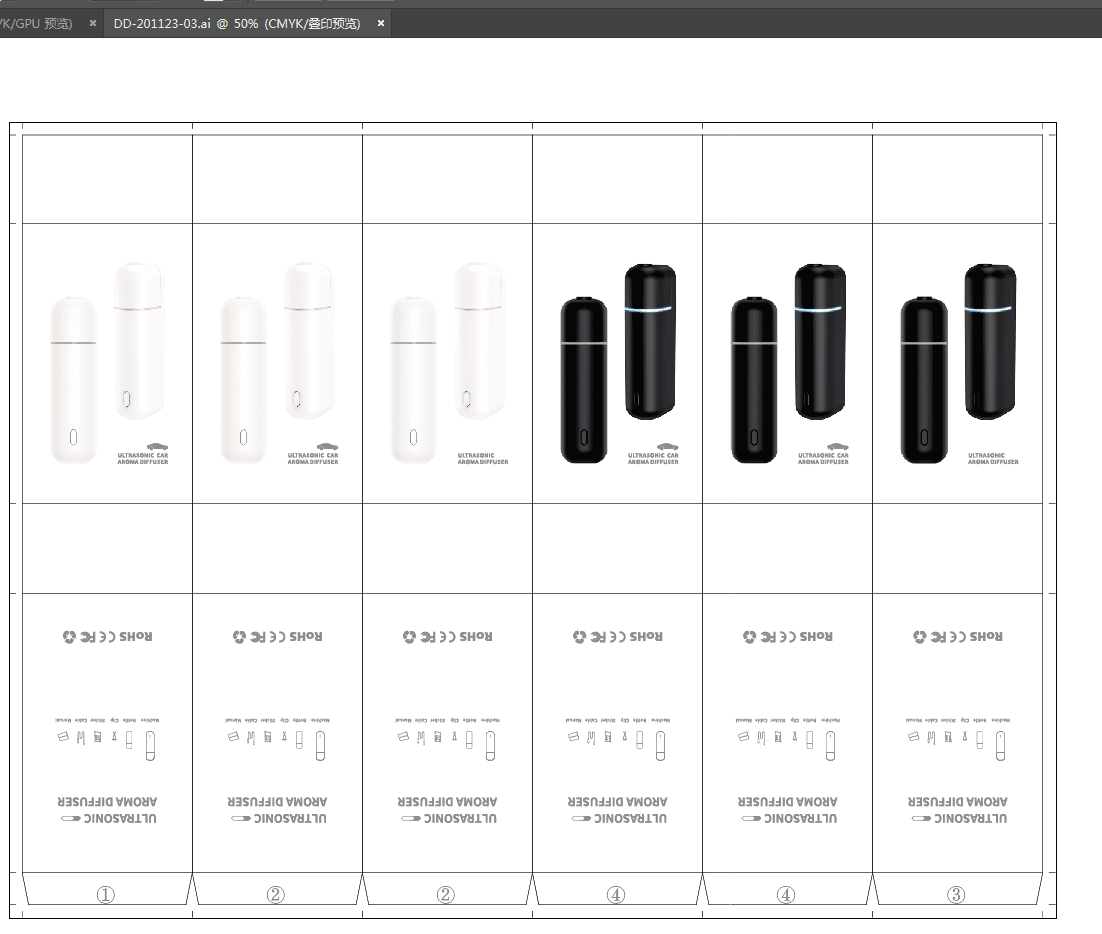 YK/GPU 预览) ×
DD-201123-03.ai @ 50% (CMYK/叠印预览) ×
ULTRASONIC CAR
AROMA DIFFUSER
ULTRASONIC CAR
AROMA DIFFUSER
ULTRASONIC
AROMA DIFFUSER
ULTRASONIC CAR
AROMA DIFFUSER
ULTRASONIC CAR
AROMA DIFFUSER
ULTRASONIC
AROMA DIFFUSER
RoHS CE FC
RoHS CE FC
RoHS CE FC
RoHS CE FC
RoHS CE FC
RoHS CE FC
Machine Bottle Clip Sticker Cable Manual
Machine Bottle Clip Sticker Cable Manual
Machine Bottle Clip Sticker Cable Manual
Machine Bottle Clip Sticker Cable Manual
Machine Bottle Clip Sticker Cable Manual
Machine Bottle Clip Sticker Cable Manual
ULTRASONIC
AROMA DIFFUSER
ULTRASONIC
AROMA DIFFUSER
ULTRASONIC
AROMA DIFFUSER
ULTRASONIC
AROMA DIFFUSER
ULTRASONIC
AROMA DIFFUSER
ULTRASONIC
AROMA DIFFUSER
① ② ② ④ ④ ③